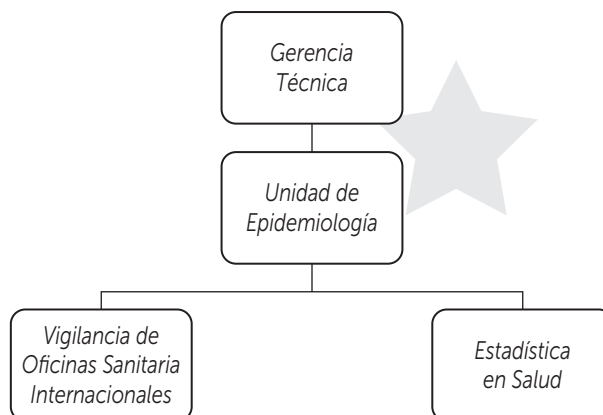 Gerencia
Técnica
Unidad de
Epidemiología
Vigilancia de
Oficinas Sanitaria
Internacionales
Estadística
en Salud